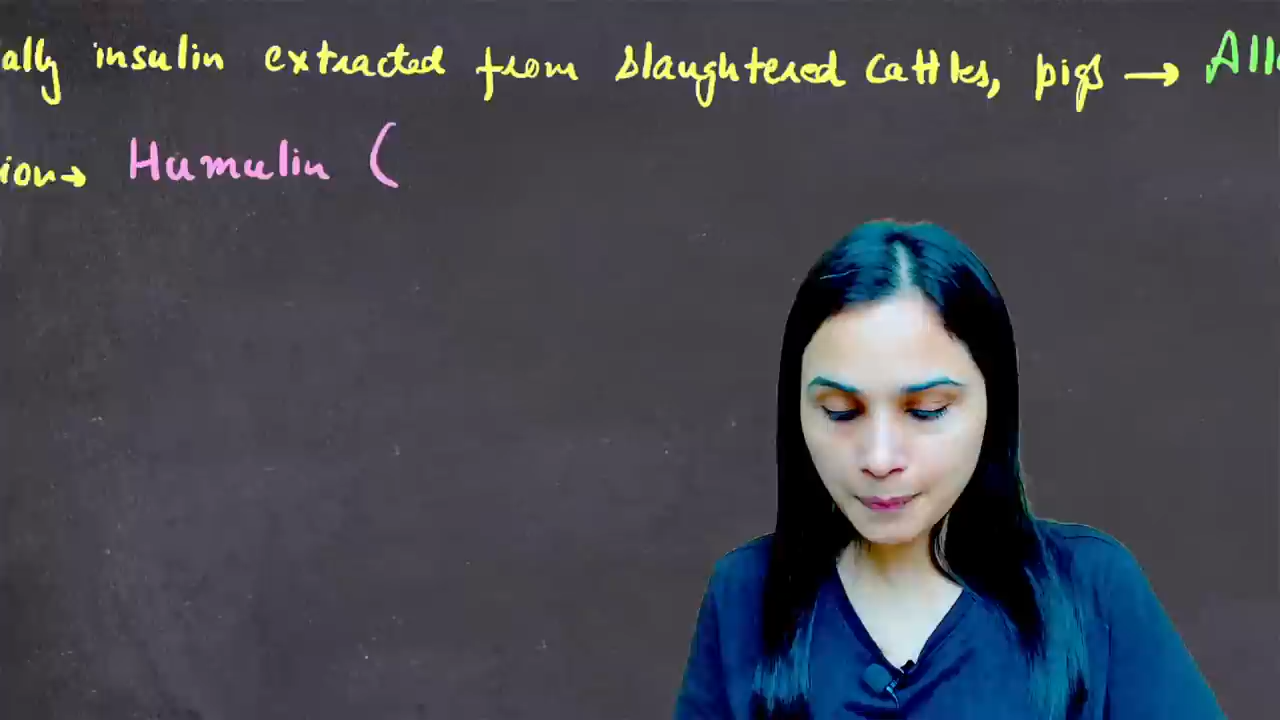 ally insulin extracted from slaughtered cattles, pigs → All
ion → Humulin (